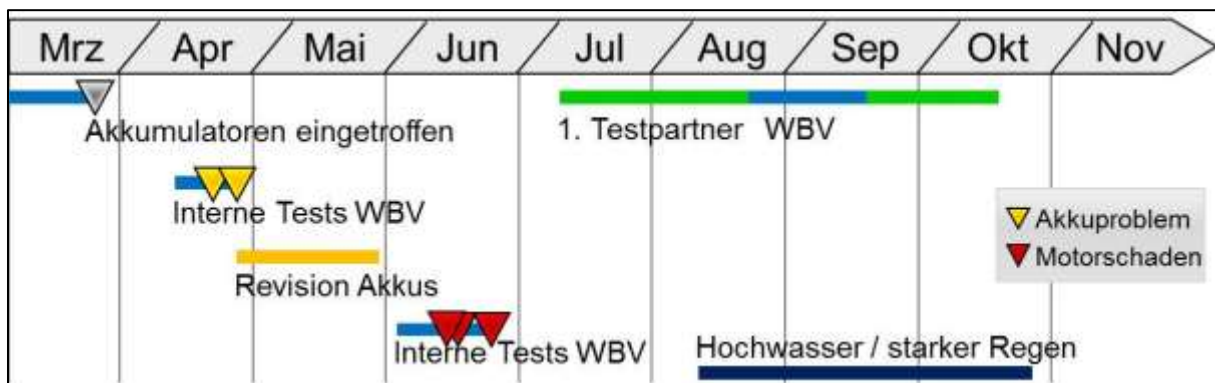 Mrz Apr Mai Jun Jul Aug Sep Okt Nov
Akkumulatoren eingetroffen
1. Testpartner WBV
Interne Tests WBV
Akkuproblem
Motorschaden
Revision Akkus
Interne Tests WBV
Hochwasser / starker Regen